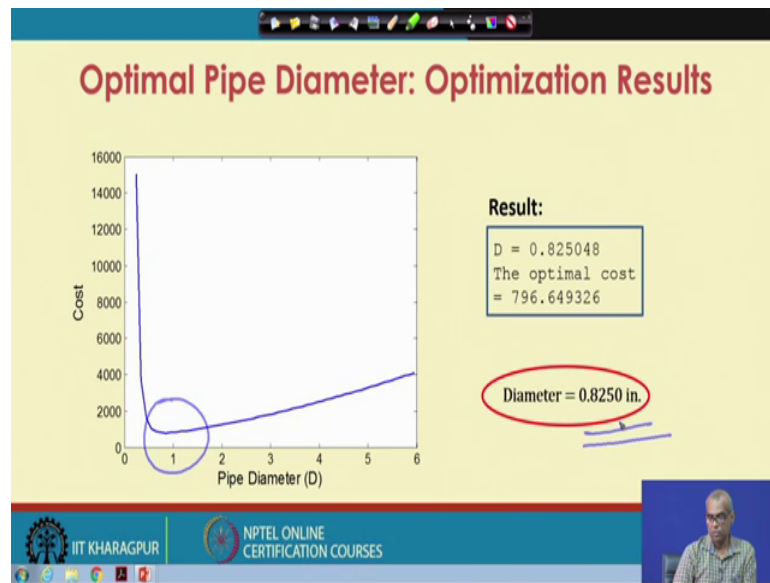 Optimal Pipe Diameter: Optimization Results
16000
14000
12000
10000
8000
6000
4000
2000
0
Cost
0 1 2 3 4 5 6
Pipe Diameter (D)
Result:
D = 0.825048
The optimal cost
= 796.649326
Diameter = 0.8250 in.
IIT KHARAGPUR
NPTEL ONLINE
CERTIFICATION COURSES